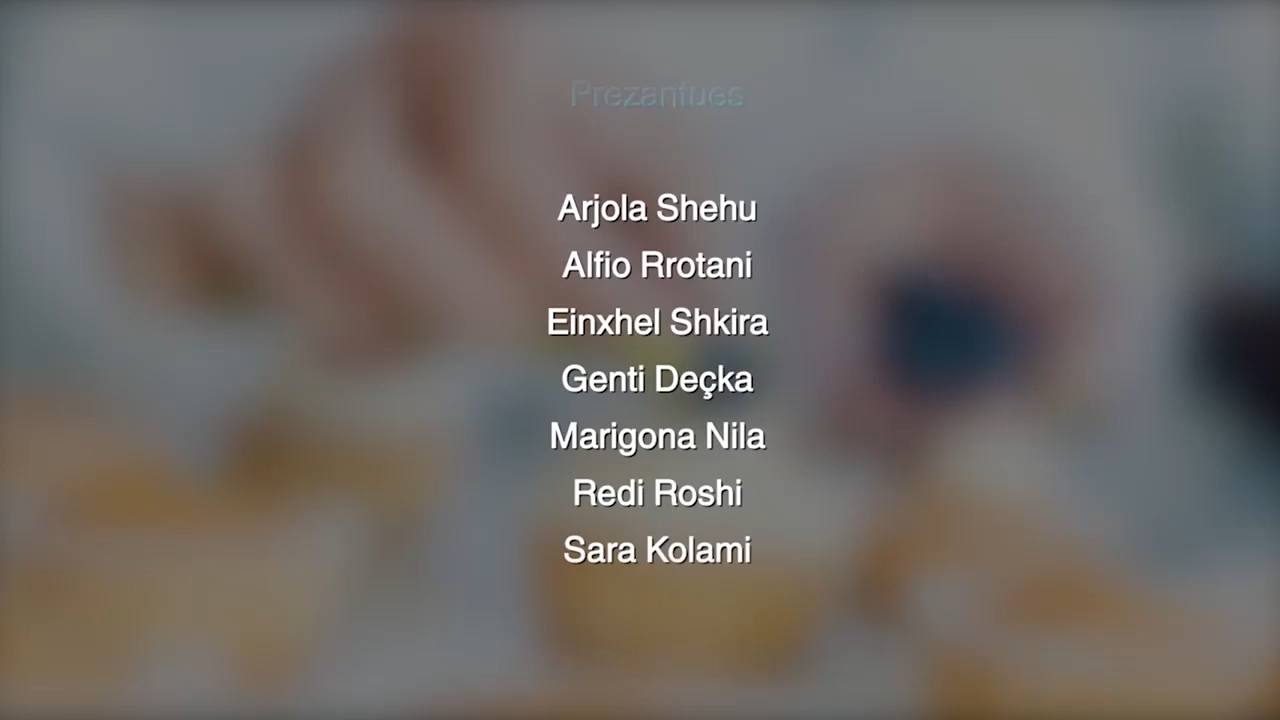 Prezantues
Arjola Shehu
Alfio Rrotani
Einxhel Shkira
Genti Deçka
Marigona Nila
Redi Roshi
Sara Kolami